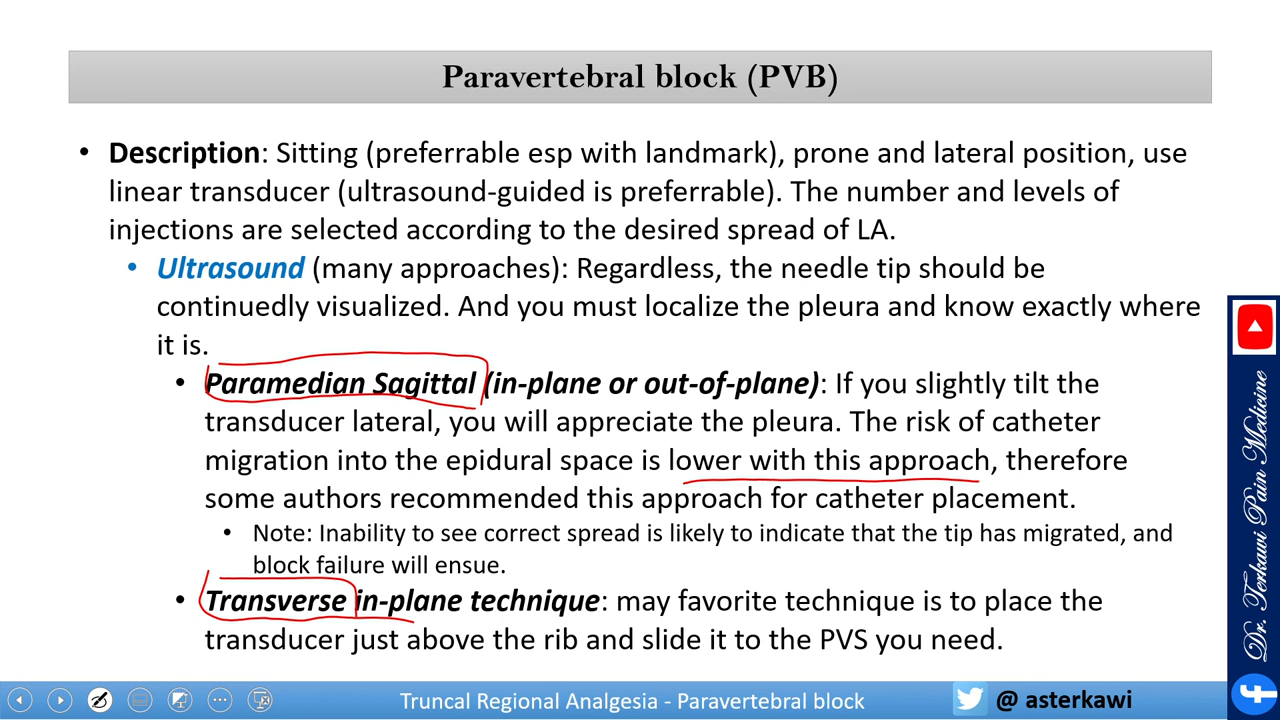 Paravertebral block (PVB)
• Description: Sitting (preferrable esp with landmark), prone and lateral position, use
linear transducer (ultrasound-guided is preferrable). The number and levels of
injections are selected according to the desired spread of LA.
• Ultrasound (many approaches): Regardless, the needle tip should be
continuedly visualized. And you must localize the pleura and know exactly where
it is.
• Paramedian Sagittal (in-plane or out-of-plane): If you slightly tilt the
transducer lateral, you will appreciate the pleura. The risk of catheter
migration into the epidural space is lower with this approach, therefore
some authors recommended this approach for catheter placement.
• Note: Inability to see correct spread is likely to indicate that the tip has migrated, and
block failure will ensue.
• Transverse in-plane technique: may favorite technique is to place the
transducer just above the rib and slide it to the PVS you need.
Truncal Regional Analgesia - Paravertebral block
@ asterkawi
Dr. Terkawi Pain Medicine